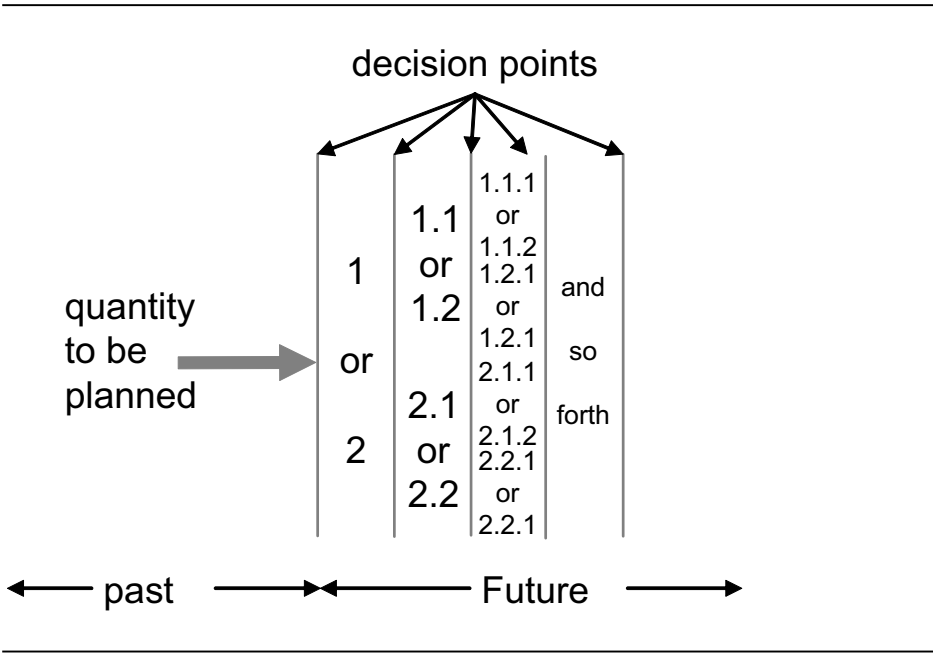 decision points
quantity
to be
planned
1
or
2
1.1
or
1.2
2.1
or
2.2
1.1.1
or
1.1.2
1.2.1
or
1.2.1
2.1.1
or
2.1.2
2.2.1
or
2.2.1
and
so
forth
past
Future